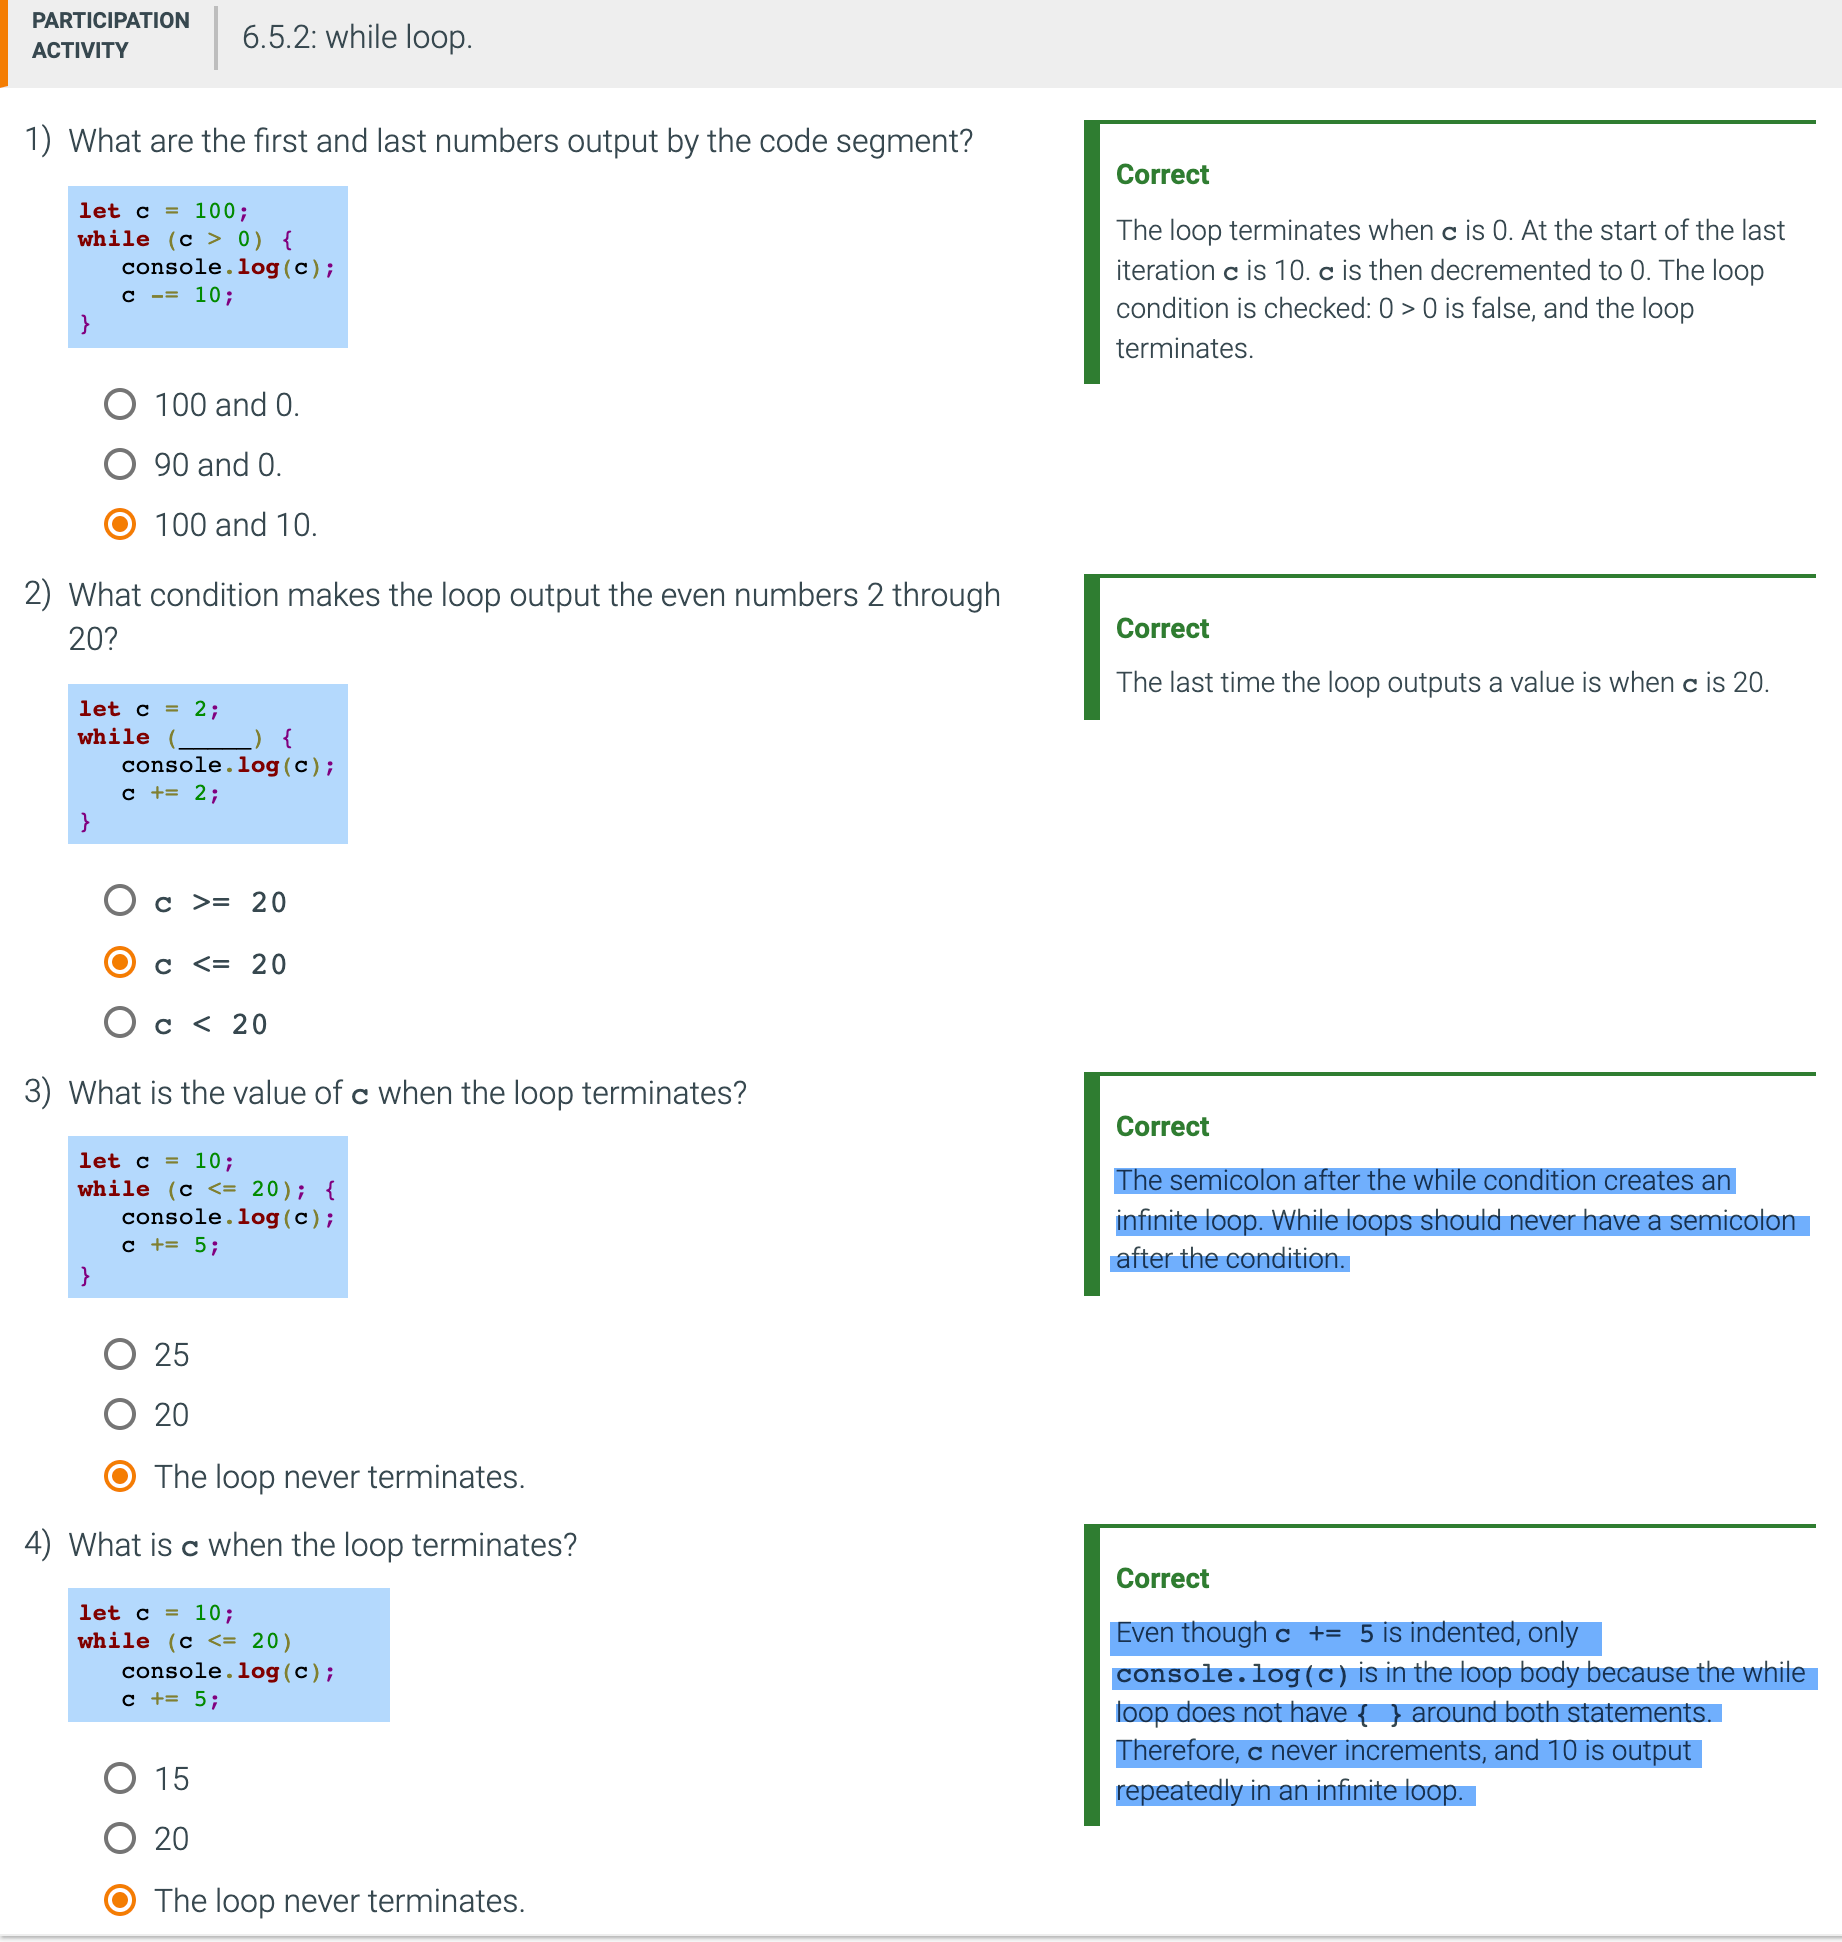 PARTICIPATION
ACTIVITY
6.5.2: while loop.
1) What are the first and last numbers output by the code segment?
let c = 100;
while (c > 0) {
   console.log(c);
   c -= 10;
}
100 and 0.
90 and 0.
100 and 10.
Correct
The loop terminates when c is 0. At the start of the last
iteration c is 10. c is then decremented to 0. The loop
condition is checked: 0 > 0 is false, and the loop
terminates.
2) What condition makes the loop output the even numbers 2 through
20?
let c = 2;
while (_____) {
   console.log(c);
   c += 2;
}
c >= 20
c <= 20
c < 20
Correct
The last time the loop outputs a value is when c is 20.
3) What is the value of c when the loop terminates?
let c = 10;
while (c <= 20); {
   console.log(c);
   c += 5;
}
25
20
The loop never terminates.
Correct
The semicolon after the while condition creates an
infinite loop. While loops should never have a semicolon
after the condition.
4) What is c when the loop terminates?
let c = 10;
while (c <= 20)
   console.log(c);
   c += 5;
15
20
The loop never terminates.
Correct
Even though c += 5 is indented, only
console.log(c) is in the loop body because the while
loop does not have { } around both statements.
Therefore, c never increments, and 10 is output
repeatedly in an infinite loop.